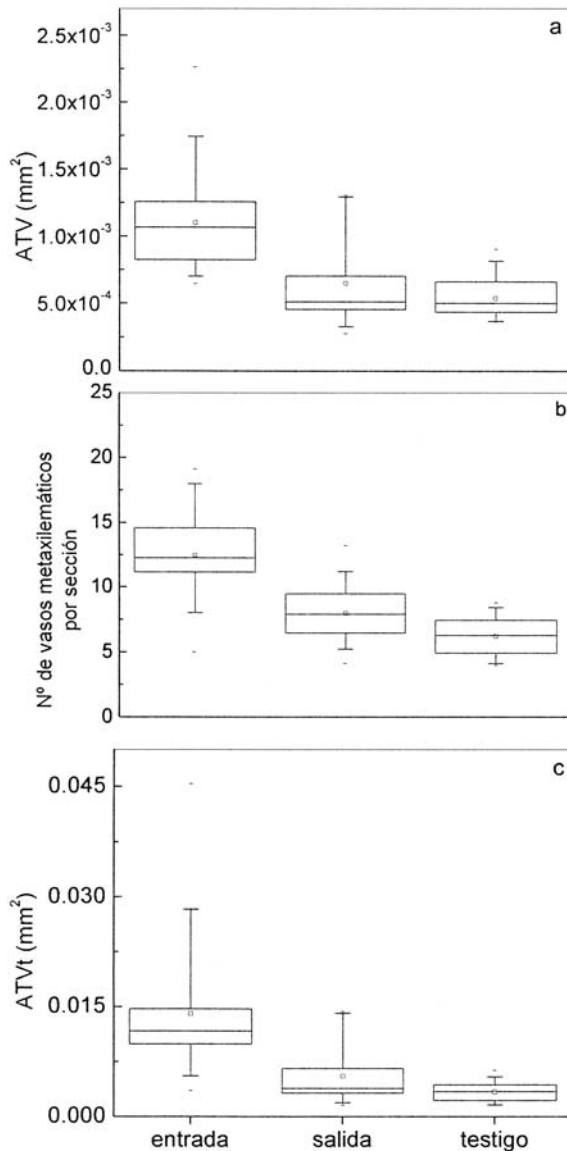 a
2.5x10⁻³
2.0x10⁻³
1.5x10⁻³
1.0x10⁻³
5.0x10⁻⁴
0.0
ATV (mm²)
b
25
20
15
10
5
0
Nº de vasos metaxilemáticos
por sección
c
0.045
0.030
0.015
0.000
ATVt (mm²)
entrada salida testigo